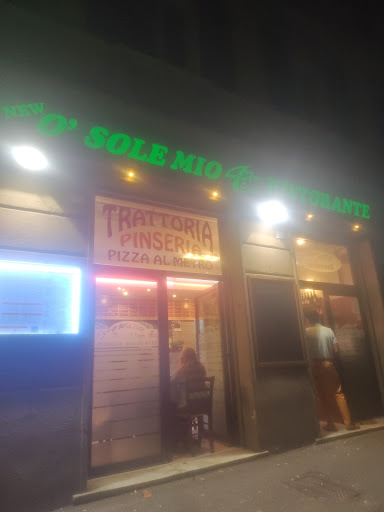 NEW O' SOLE MIO RISTORANTE
TRATTORIA
PINSERIA
PIZZA AL METRO